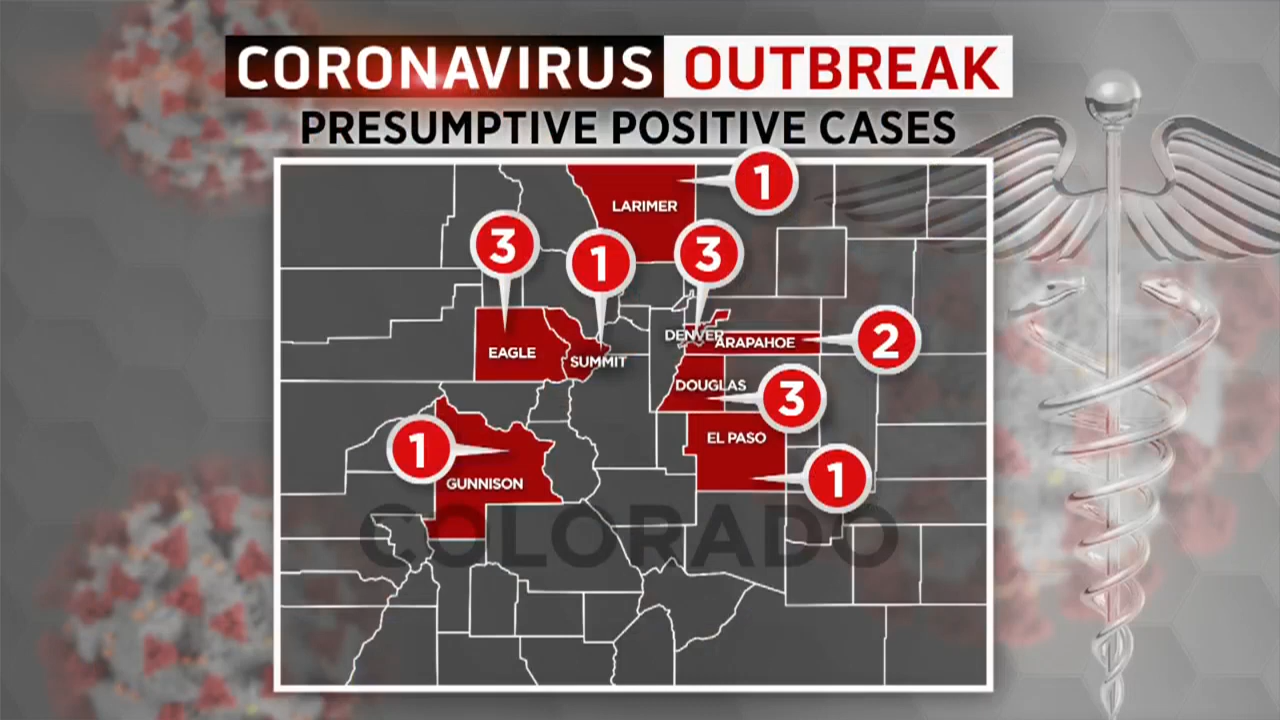 CORONAVIRUS OUTBREAK
PRESUMPTIVE POSITIVE CASES
1
LARIMER
3
1
3
DENVER
ARAPAHOE
2
EAGLE
SUMMIT
DOUGLAS
3
1
EL PASO
GUNNISON
1
COLORADO